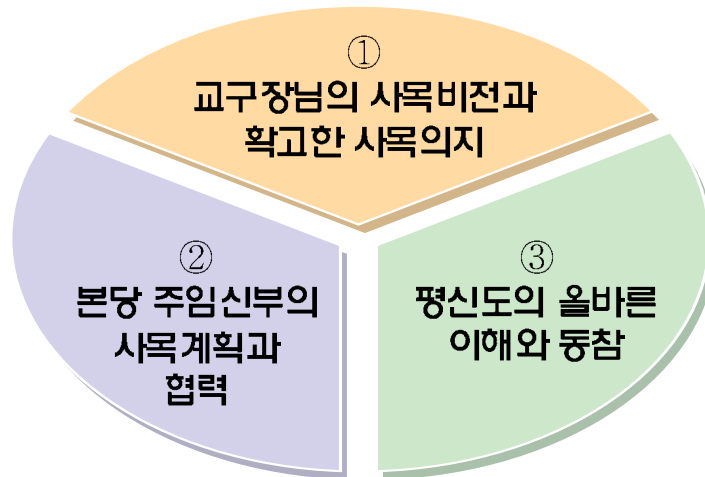 ①
교구장님의 사목비전과
확고한 사목의지
②
본당 주임신부의
사목계획과
협력
③
평신도의 올바른
이해와 동참